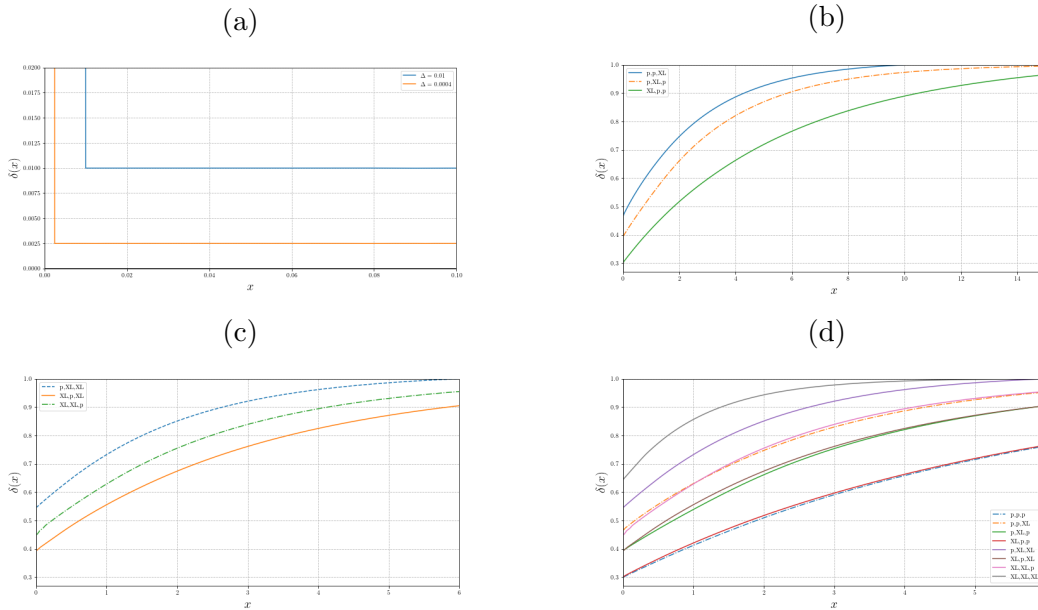 (a)
0.0200
0.0175
0.0150
0.0125
0.0100
0.0075
0.0050
0.0025
0.0000
δ(x)
Δ = 0.01
Δ = 0.0004
0.00 0.02 0.04 0.06 0.08 0.10
x
(b)
1.0
0.9
0.8
0.7
0.6
0.5
0.4
0.3
δ(x)
p,p,XL
p,XL,p
XL,p,p
0 2 4 6 8 10 12 14
x
(c)
1.0
0.9
0.8
0.7
0.6
0.5
0.4
0.3
δ(x)
p,XL,XL
XL,p,XL
XL,XL,p
0 1 2 3 4 5 6
x
(d)
1.0
0.9
0.8
0.7
0.6
0.5
0.4
0.3
δ(x)
p,p,p
p,p,XL
p,XL,p
XL,p,p
p,XL,XL
XL,p,XL
XL,XL,p
XL,XL,XL
0 1 2 3 4 5
x